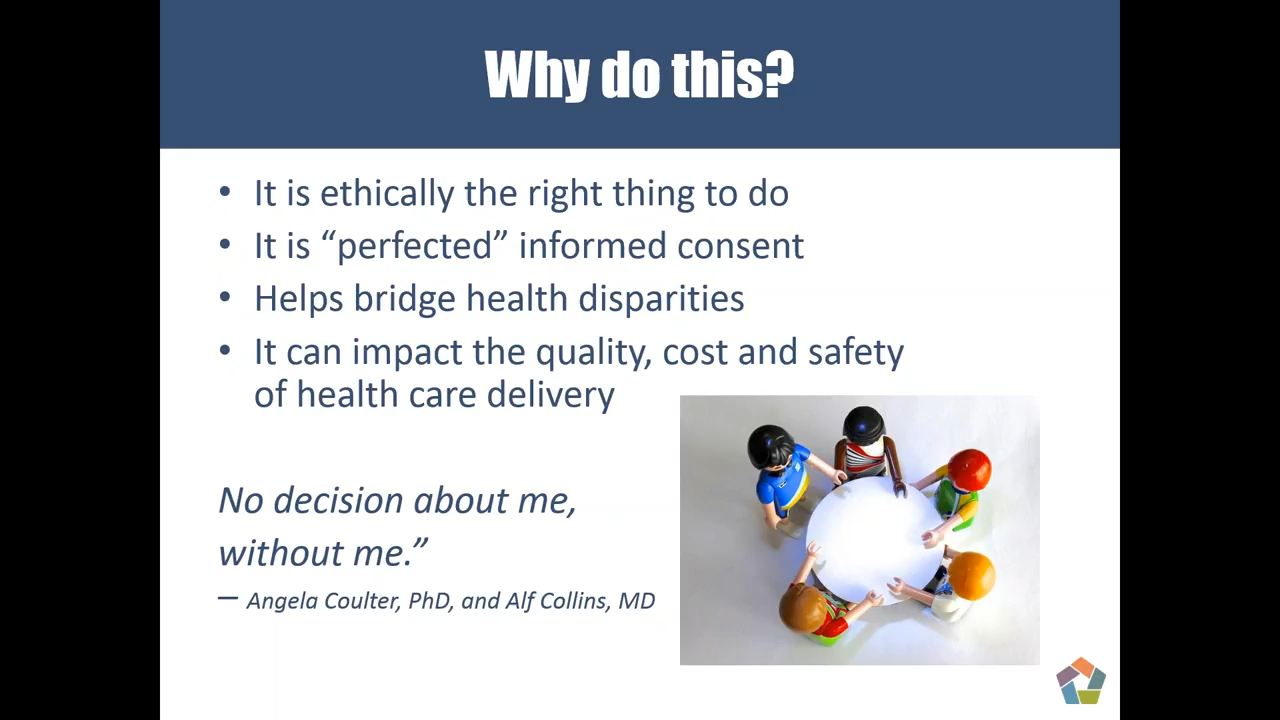 Why do this?
• It is ethically the right thing to do
• It is “perfected” informed consent
• Helps bridge health disparities
• It can impact the quality, cost and safety
of health care delivery
No decision about me,
without me.”
— Angela Coulter, PhD, and Alf Collins, MD